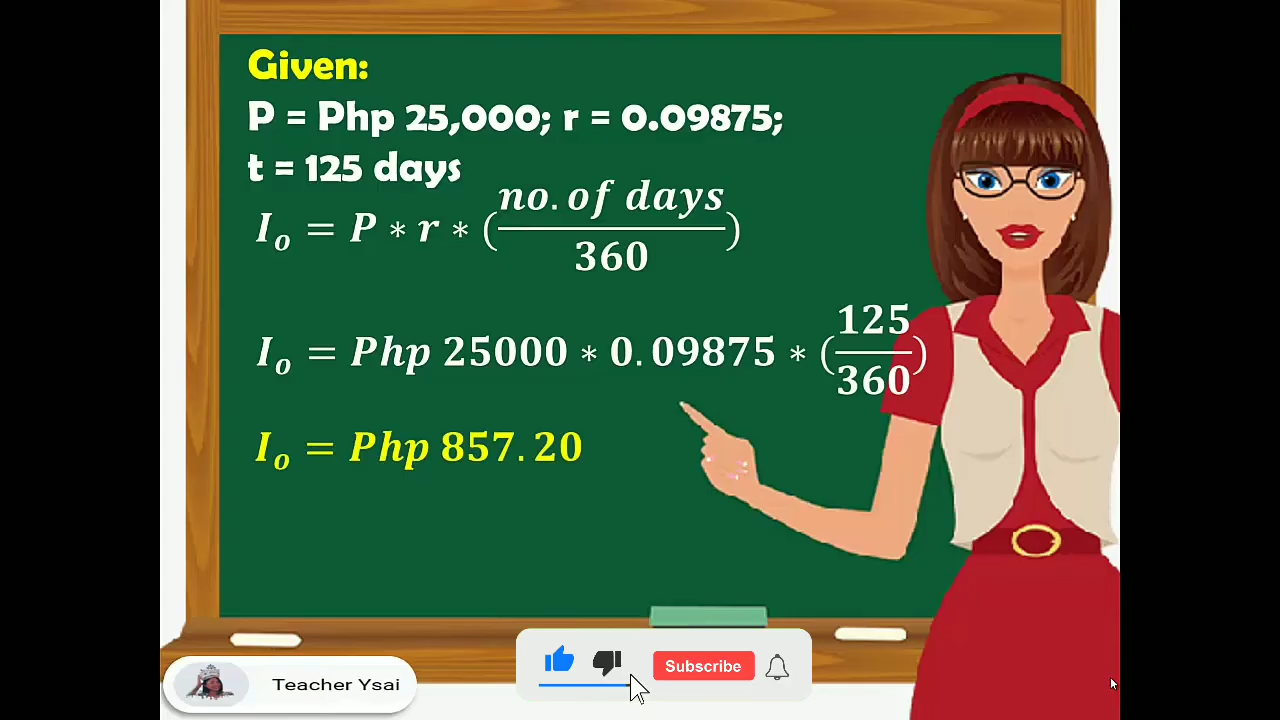 Given:
P = Php 25,000; r = 0.09875;
t = 125 days
I_o = P * r * (no. of days / 360)
I_o = Php 25000 * 0.09875 * (125 / 360)
I_o = Php 857.20
Teacher Ysai
Subscribe